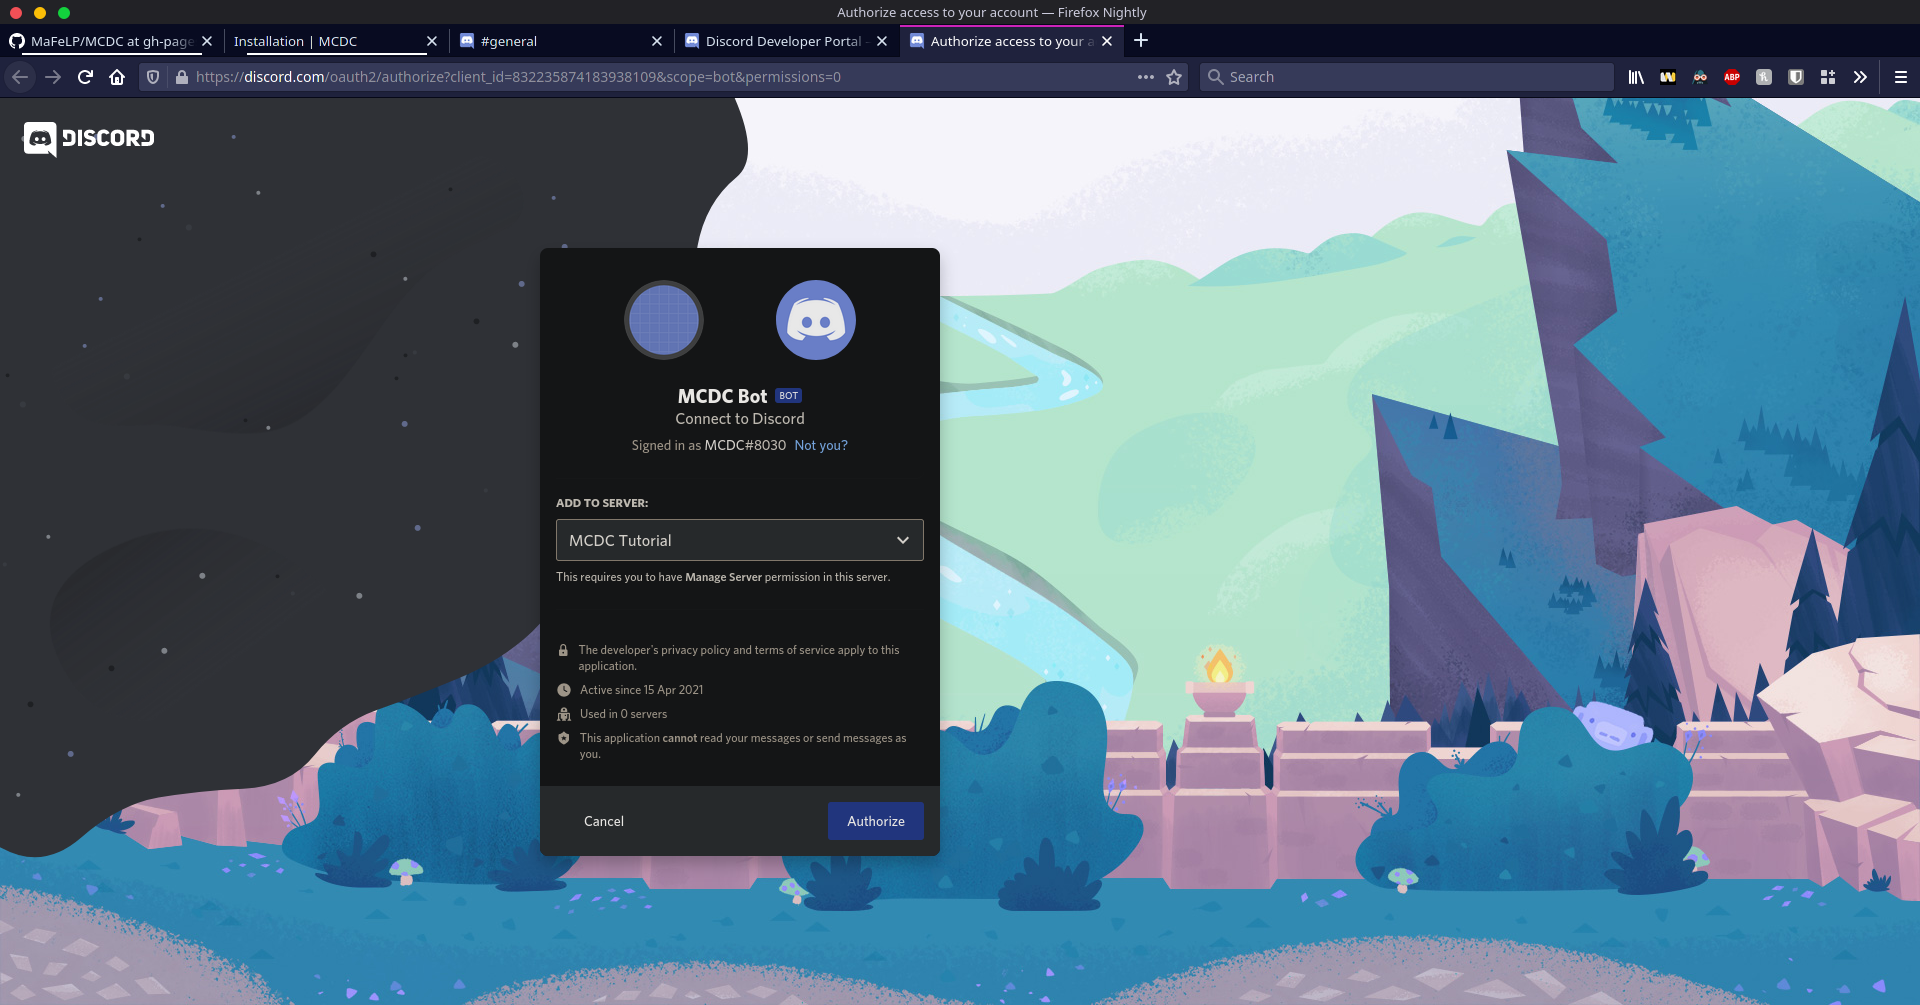 Authorize access to your account — Firefox Nightly
MaFeLP/MCDC at gh-page
Installation | MCDC
#general
Discord Developer Portal
Authorize access to your a
https://discord.com/oauth2/authorize?client_id=832235874183938109&scope=bot&permissions=0
Search
ABP
DISCORD
MCDC Bot BOT
Connect to Discord
Signed in as MCDC#8030 Not you?
ADD TO SERVER:
MCDC Tutorial
This requires you to have Manage Server permission in this server.
The developer's privacy policy and terms of service apply to this
application.
Active since 15 Apr 2021
Used in 0 servers
This application cannot read your messages or send messages as
you.
Cancel
Authorize